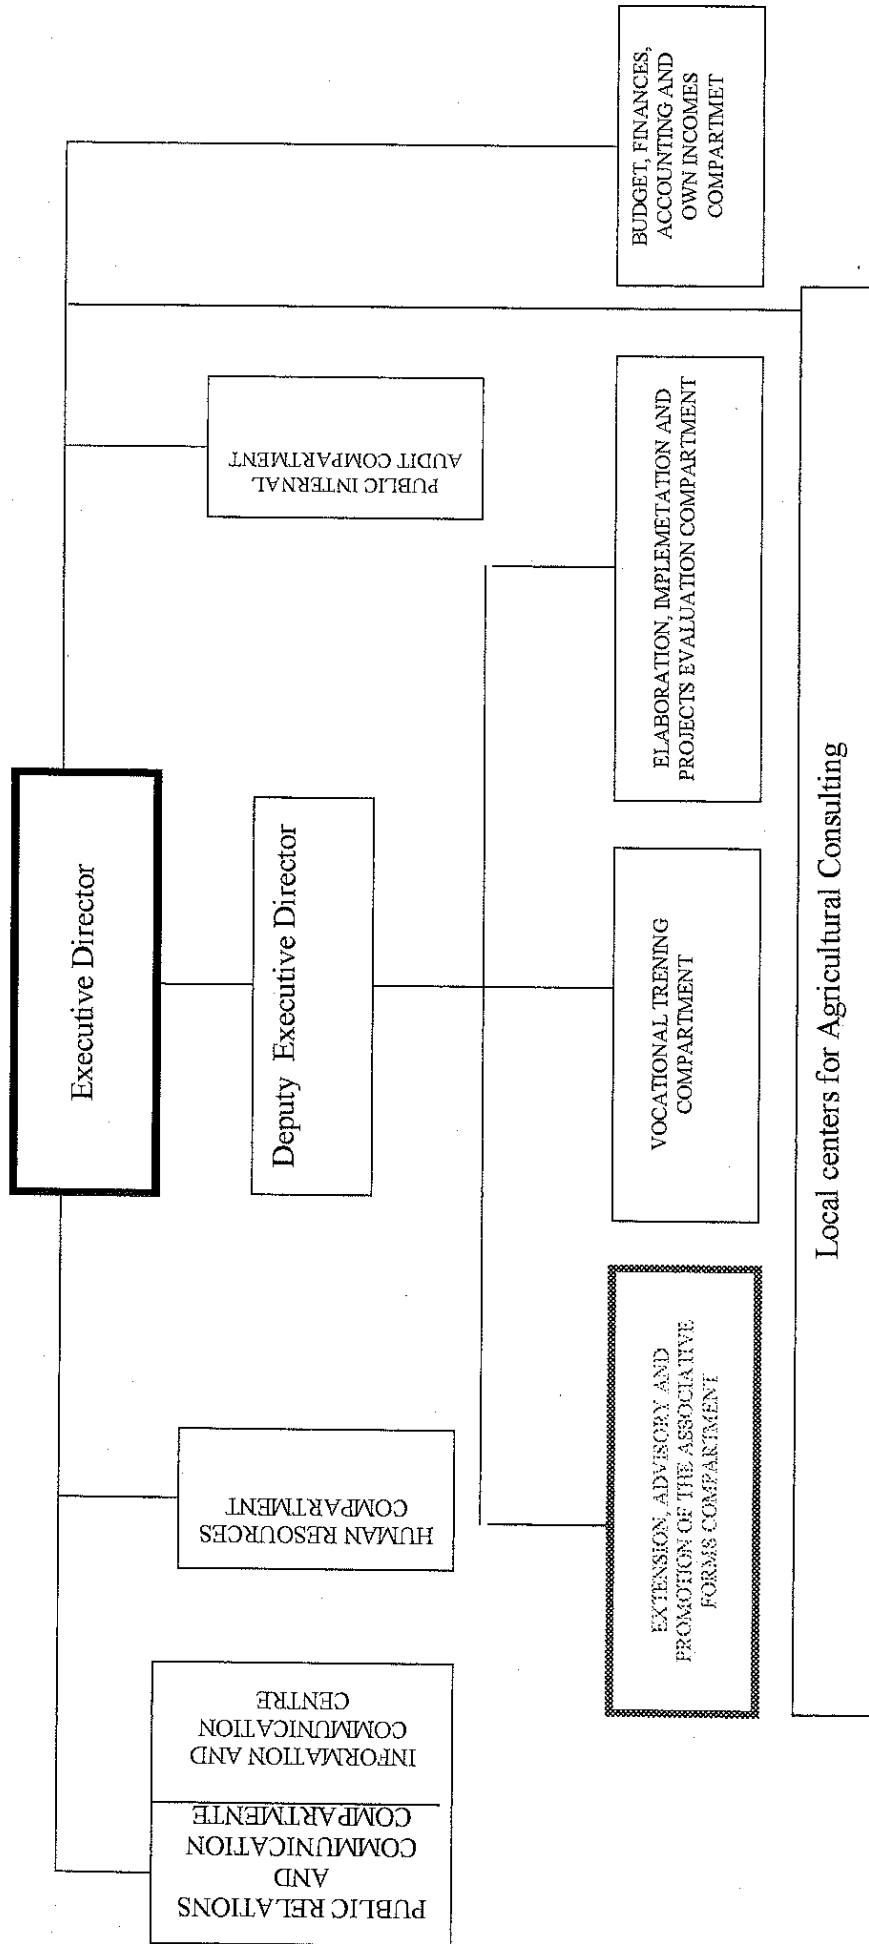 Executive Director
Deputy Executive Director
PUBLIC RELATIONS
AND
COMMUNICATION
COMPARTMENTE
INFORMATION AND
COMMUNICATION
CENTRE
HUMAN RESOURCES
COMPARTMENT
PUBLIC INTERNAL
AUDIT COMPARTMENT
EXTENSION, ADVISORY AND
PROMOTION OF THE ASSOCIATIVE
FORMS COMPARTMENT
VOCATIONAL TRENING
COMPARTMENT
ELABORATION, IMPLEMETATION AND
PROJECTS EVALUATION COMPARTMENT
BUDGET, FINANCES,
ACCOUNTING AND
OWN INCOMES
COMPARTMET
Local centers for Agricultural Consulting